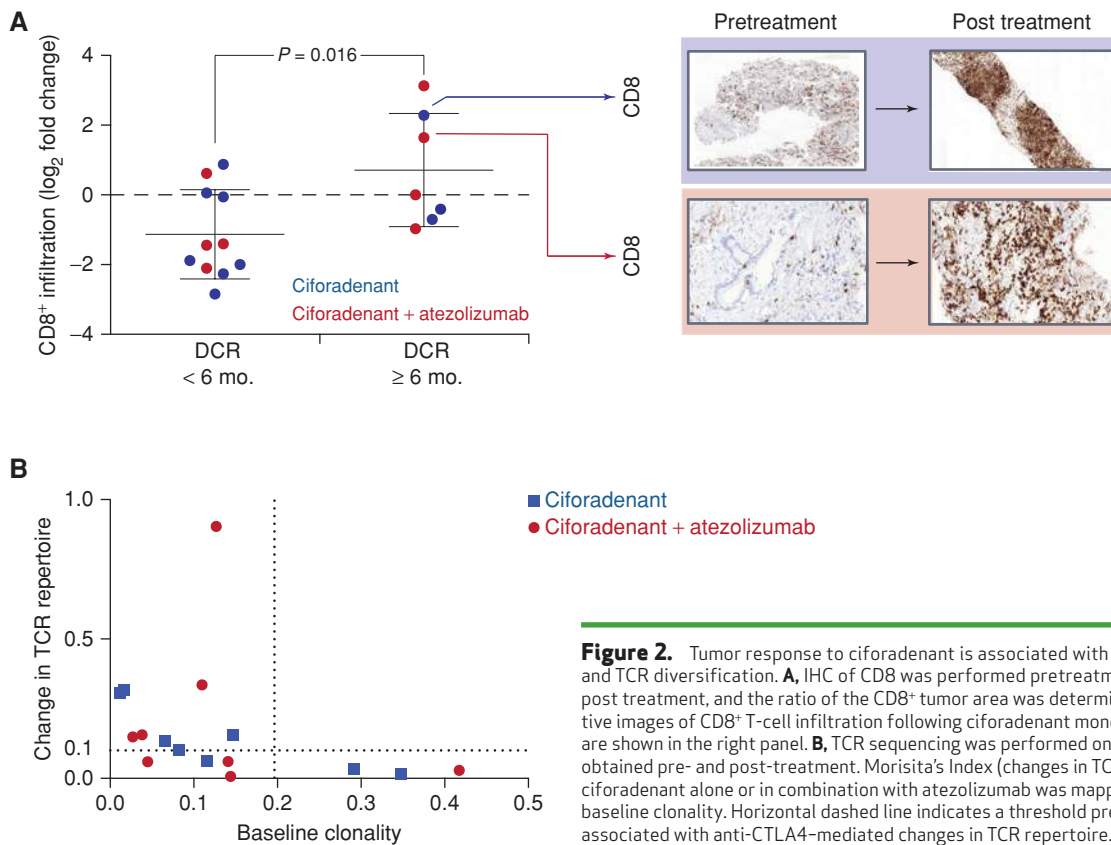 A
CD8+ infiltration (log2 fold change)
4
2
0
−2
−4
P = 0.016
Ciforadenant
Ciforadenant + atezolizumab
DCR
< 6 mo.
DCR
≥ 6 mo.
Pretreatment
Post treatment
CD8
CD8
B
Change in TCR repertoire
1.0
0.5
0.1
0.0
0.0 0.1 0.2 0.3 0.4 0.5
Baseline clonality
Ciforadenant
Ciforadenant + atezolizumab
Figure 2. Tumor response to ciforadenant is associated with
and TCR diversification. A, IHC of CD8 was performed pretreatm
post treatment, and the ratio of the CD8+ tumor area was determi
tive images of CD8+ T-cell infiltration following ciforadenant mono
are shown in the right panel. B, TCR sequencing was performed on
obtained pre- and post-treatment. Morisita's Index (changes in TC
ciforadenant alone or in combination with atezolizumab was mapp
baseline clonality. Horizontal dashed line indicates a threshold pre
associated with anti-CTLA4–mediated changes in TCR repertoire.